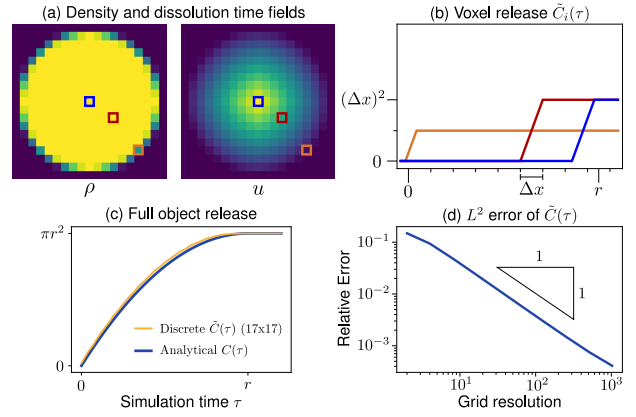 (a) Density and dissolution time fields
ρ
u
(b) Voxel release C̃ᵢ(τ)
(Δx)²
0
0
Δx
r
(c) Full object release
πr²
0
Discrete C̃(τ) (17x17)
Analytical C(τ)
0
r
Simulation time τ
(d) L² error of C̃(τ)
Relative Error
10⁻¹
10⁻²
10⁻³
1
1
10¹
10²
10³
Grid resolution